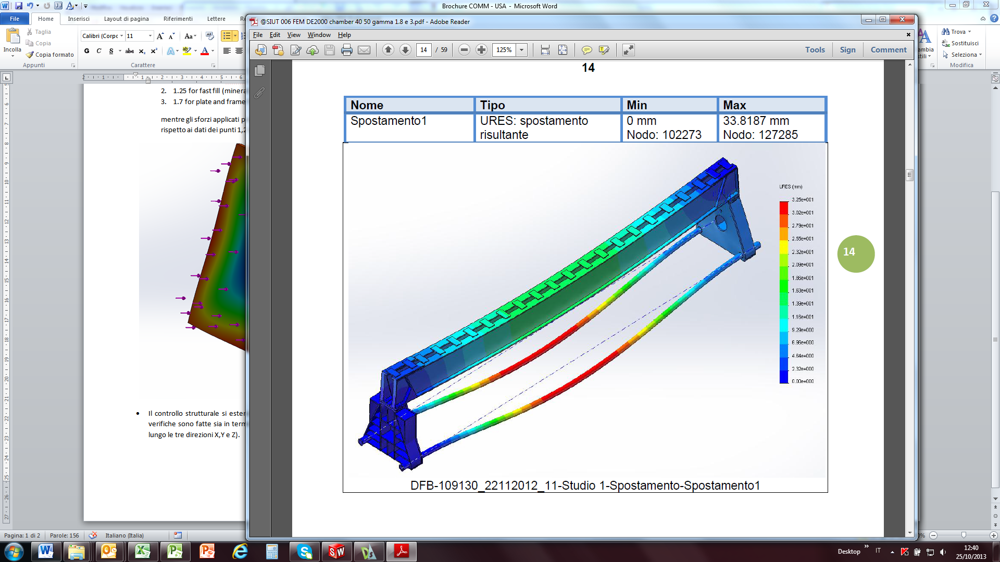 Brochure COMM - USA - Microsoft Word
File
Home
Inserisci
Layout di pagina
Riferimenti
Lettere
Incolla
Taglia
Copia
Copia formato
Appunti
Calibri (Corpc
11
Carattere
Trova
Sostituisci
Seleziona
Modifica
@SIUT 006 FEM DE2000 chamber 40 50 gamma 1.8 e 3.pdf - Adobe Reader
File Edit View Window Help
14 / 59
125%
Tools
Sign
Comment
14
Nome Tipo Min Max
Spostamento1 URES: spostamento 0 mm 33.8187 mm
risultante Nodo: 102273 Nodo: 127285
URES (mm)
3.25e+001
3.02e+001
2.79e+001
2.55e+001
2.32e+001
2.09e+001
1.86e+001
1.63e+001
1.39e+001
1.16e+001
9.29e+000
6.96e+000
4.64e+000
2.32e+000
0.00e+000
DFB-109130_22112012_11-Studio 1-Spostamento-Spostamento1
14
2. 1.25 for fast fill (minera
3. 1.7 for plate and frame
mentre gli sforzi applicati p
rispetto ai dati dei punti 1,2
• Il controllo strutturale si ester
verifiche sono fatte sia in term
lungo le tre direzioni X,Y e Z).
Pagina: 1 di 2
Parole: 156
Italiano (Italia)
Desktop
IT
12:40
25/10/2013